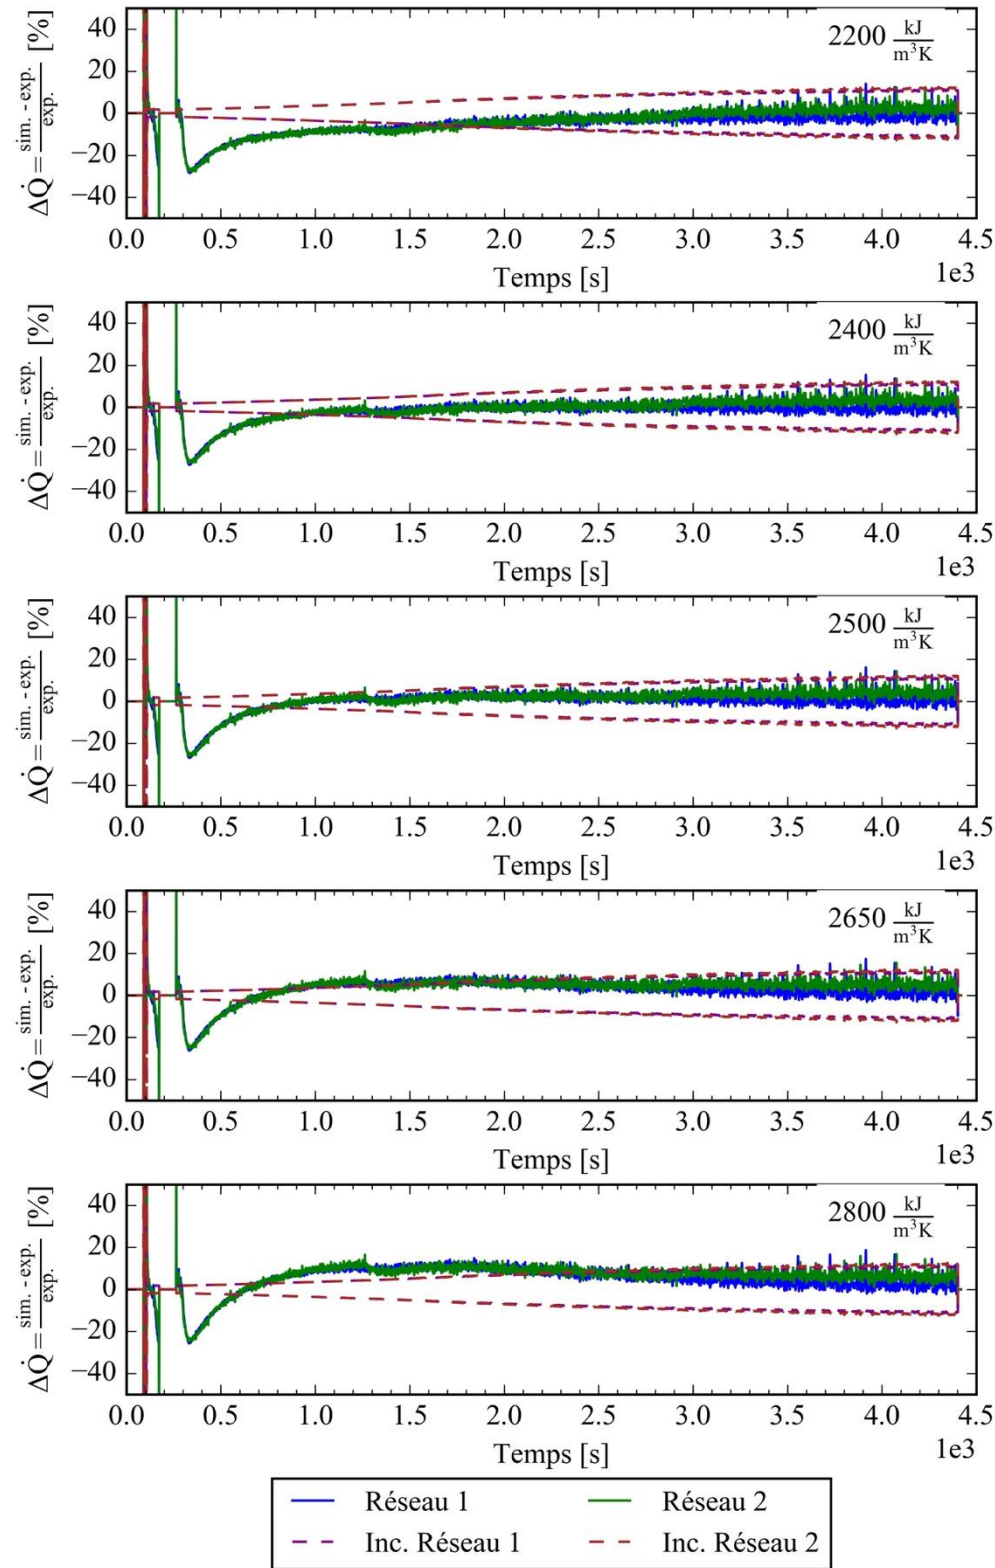 2200 kJ/m³K
ΔQ̇ = sim. - exp./exp. [%]
40
20
0
−20
−40
0.0 0.5 1.0 1.5 2.0 2.5 3.0 3.5 4.0 4.5
Temps [s]
1e3
2400 kJ/m³K
ΔQ̇ = sim. - exp./exp. [%]
40
20
0
−20
−40
0.0 0.5 1.0 1.5 2.0 2.5 3.0 3.5 4.0 4.5
Temps [s]
1e3
2500 kJ/m³K
ΔQ̇ = sim. - exp./exp. [%]
40
20
0
−20
−40
0.0 0.5 1.0 1.5 2.0 2.5 3.0 3.5 4.0 4.5
Temps [s]
1e3
2650 kJ/m³K
ΔQ̇ = sim. - exp./exp. [%]
40
20
0
−20
−40
0.0 0.5 1.0 1.5 2.0 2.5 3.0 3.5 4.0 4.5
Temps [s]
1e3
2800 kJ/m³K
ΔQ̇ = sim. - exp./exp. [%]
40
20
0
−20
−40
0.0 0.5 1.0 1.5 2.0 2.5 3.0 3.5 4.0 4.5
Temps [s]
1e3
Réseau 1 Réseau 2
Inc. Réseau 1 Inc. Réseau 2